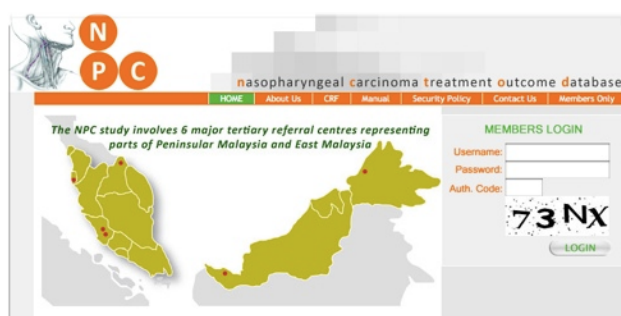 N
P C
nasopharyngeal carcinoma treatment outcome database
HOME About Us CRF Manual Security Policy Contact Us Members Only
The NPC study involves 6 major tertiary referral centres representing
parts of Peninsular Malaysia and East Malaysia
MEMBERS LOGIN
Username:
Password:
Auth. Code:
73NX
LOGIN